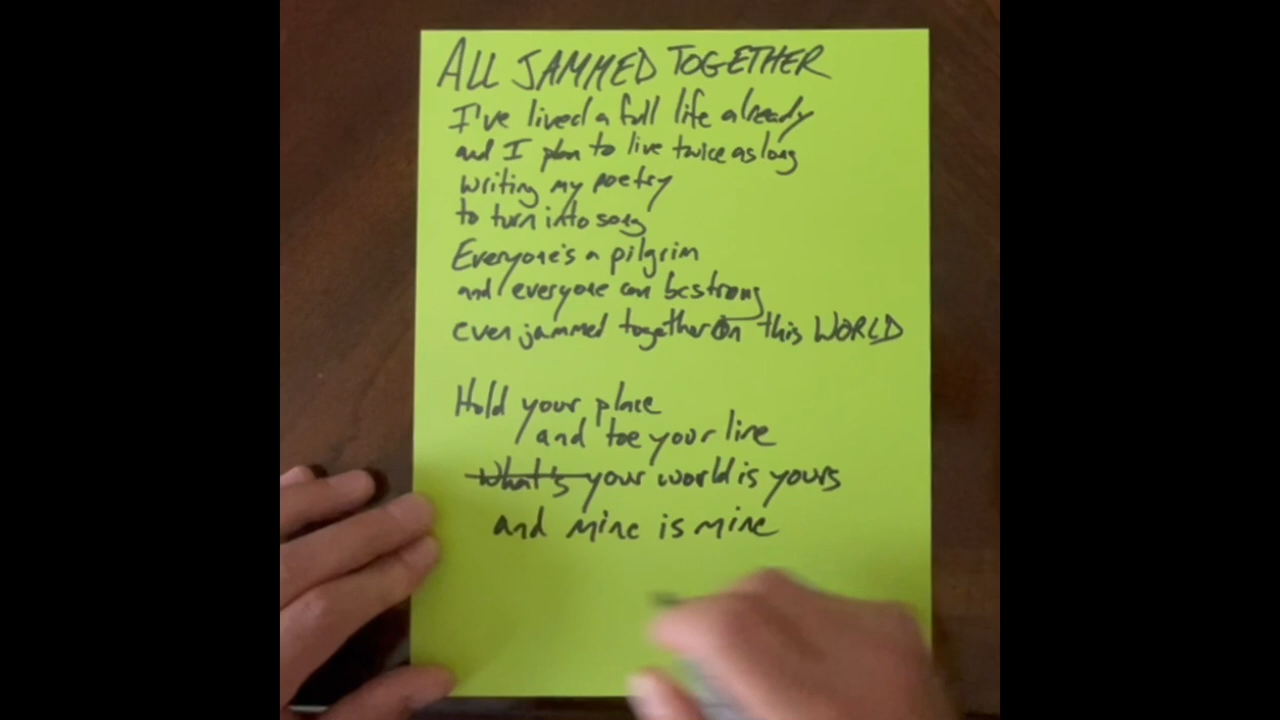 ALL JAMMED TOGETHER
I've lived a full life already
and I plan to live twice as long
writing my poetry
to turn into song
Everyone's a pilgrim
and everyone can be strong
even jammed together on this WORLD
Hold your place
and toe your line
What's your world is yours
and mine is mine